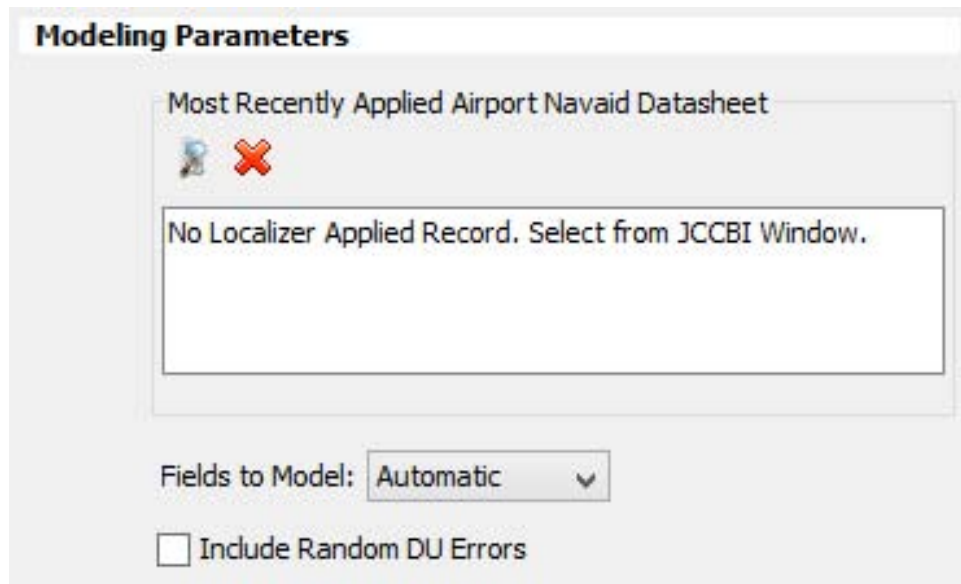 Modeling Parameters
Most Recently Applied Airport Navaid Datasheet
No Localizer Applied Record. Select from JCCBI Window.
Fields to Model: Automatic
Include Random DU Errors